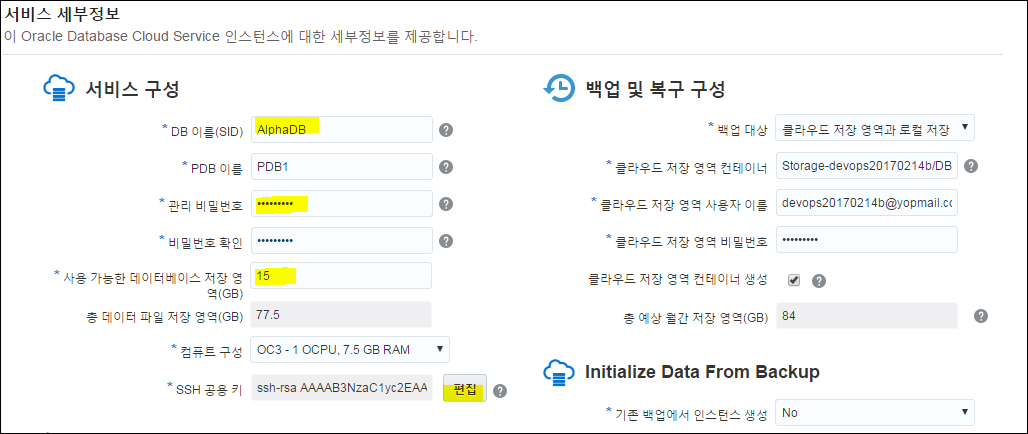 서비스 세부정보
이 Oracle Database Cloud Service 인스턴스에 대한 세부정보를 제공합니다.
서비스 구성
* DB 이름(SID) AlphaDB ?
* PDB 이름 PDB1 ?
* 관리 비밀번호 ••••••••• ?
* 비밀번호 확인 ••••••••• ?
* 사용 가능한 데이터베이스 저장 영 15
역(GB)
총 데이터 파일 저장 영역(GB) 77.5
* 컴퓨트 구성 OC3 - 1 OCPU, 7.5 GB RAM
* SSH 공용 키 ssh-rsa AAAAB3NzaC1yc2EAA 편집 ?
백업 및 복구 구성
* 백업 대상 클라우드 저장 영역과 로컬 저장
* 클라우드 저장 영역 컨테이너 Storage-devops20170214b/DB ?
* 클라우드 저장 영역 사용자 이름 devops20170214b@yopmail.cc
* 클라우드 저장 영역 비밀번호 •••••••••
클라우드 저장 영역 컨테이너 생성 ?
총 예상 월간 저장 영역(GB) 84 ?
Initialize Data From Backup
* 기존 백업에서 인스턴스 생성 No